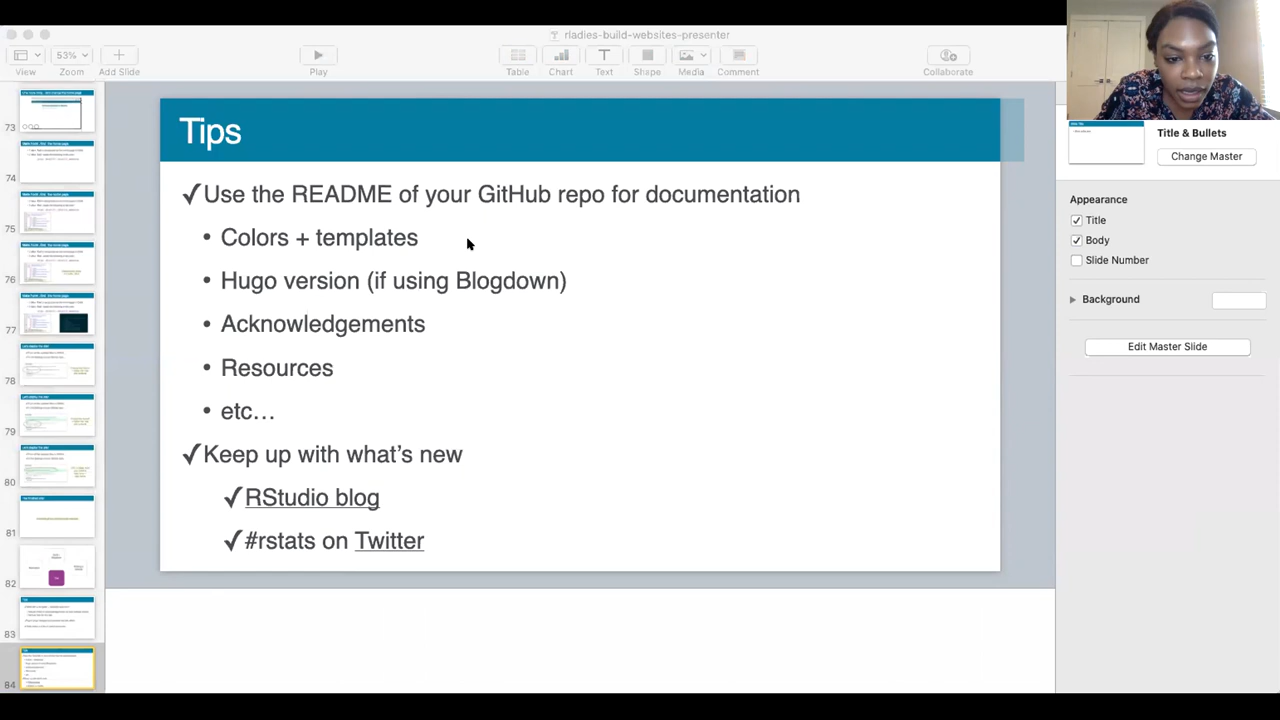 rladies-build-websites-presenter
53%
View
Zoom
Add Slide
Play
Table
Chart
Text
Shape
Media
Comment
Collaborate
73
74
75
76
77
78
79
80
81
82
83
84
Tips
✓Use the README of your GitHub repo for documentation
• Colors + templates
• Hugo version (if using Blogdown)
• Acknowledgements
• Resources
• etc…
✓Keep up with what’s new
✓RStudio blog
✓#rstats on Twitter
Title & Bullets
Change Master
Appearance
Title
Body
Slide Number
Background
Edit Master Slide